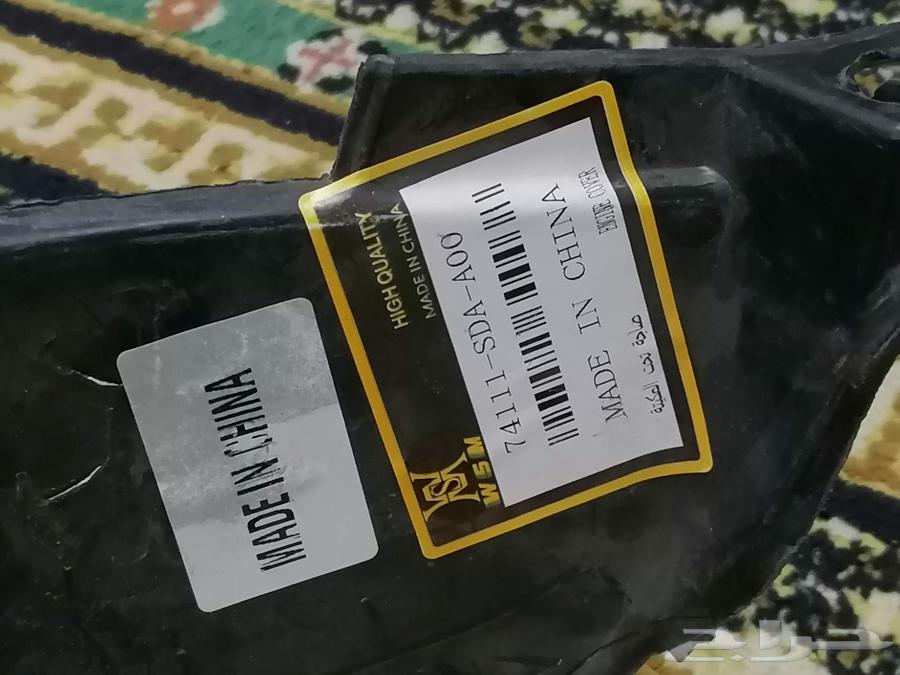 MADE IN CHINA
HIGH QUALITY
MADE IN CHINA
WSM
74111-SDA-A00
MADE IN CHINA
ENGINE COVER
صبابة تحت المكينة
حراج